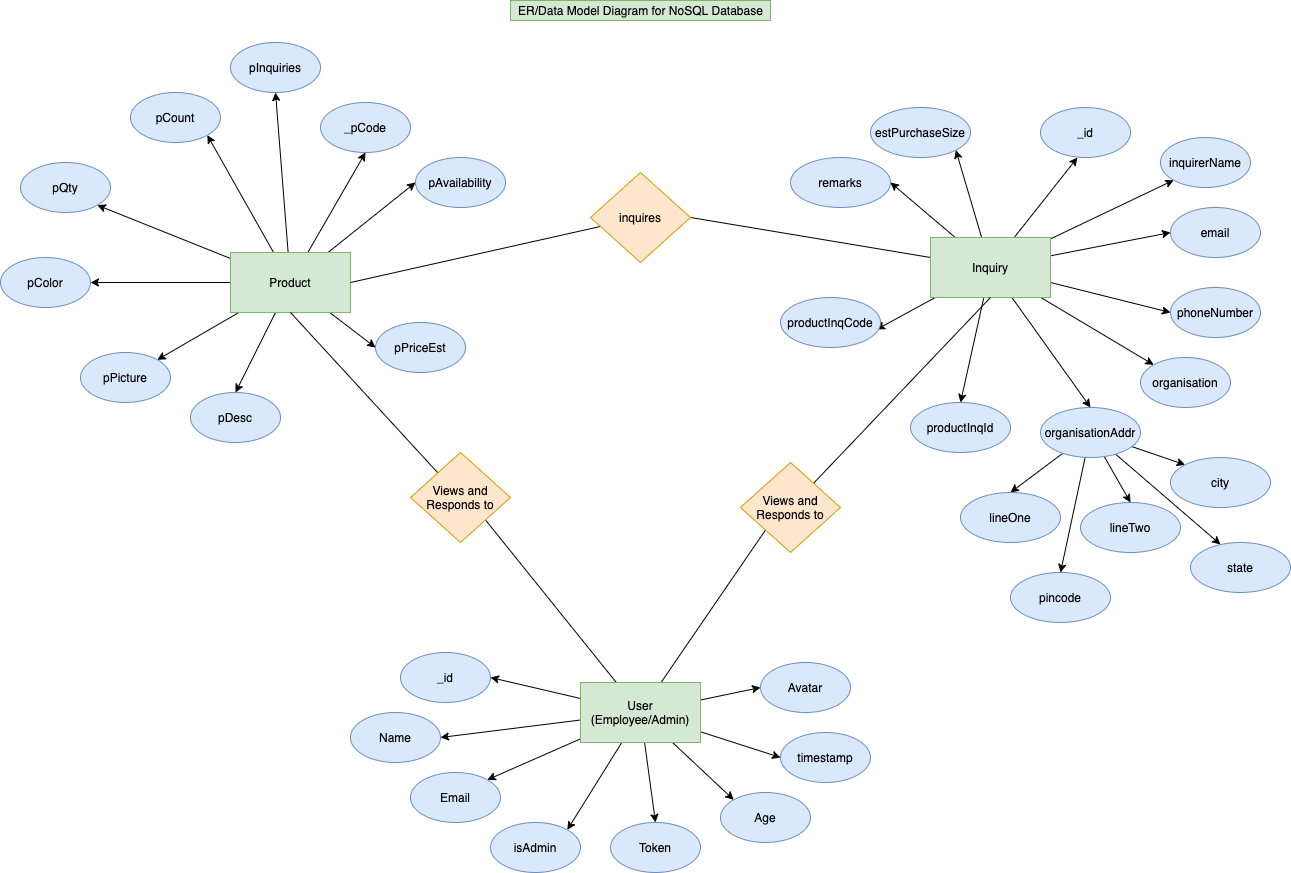 ER/Data Model Diagram for NoSQL Database
pInquiries
pCount
_pCode
pAvailability
pQty
pColor
Product
pPicture
pDesc
pPriceEst
inquires
estPurchaseSize
_id
inquirerName
remarks
email
Inquiry
phoneNumber
productInqCode
organisation
productInqId
organisationAddr
city
lineOne
lineTwo
state
pincode
Views and
Responds to
Views and
Responds to
_id
Avatar
User
(Employee/Admin)
Name
timestamp
Email
Age
isAdmin
Token